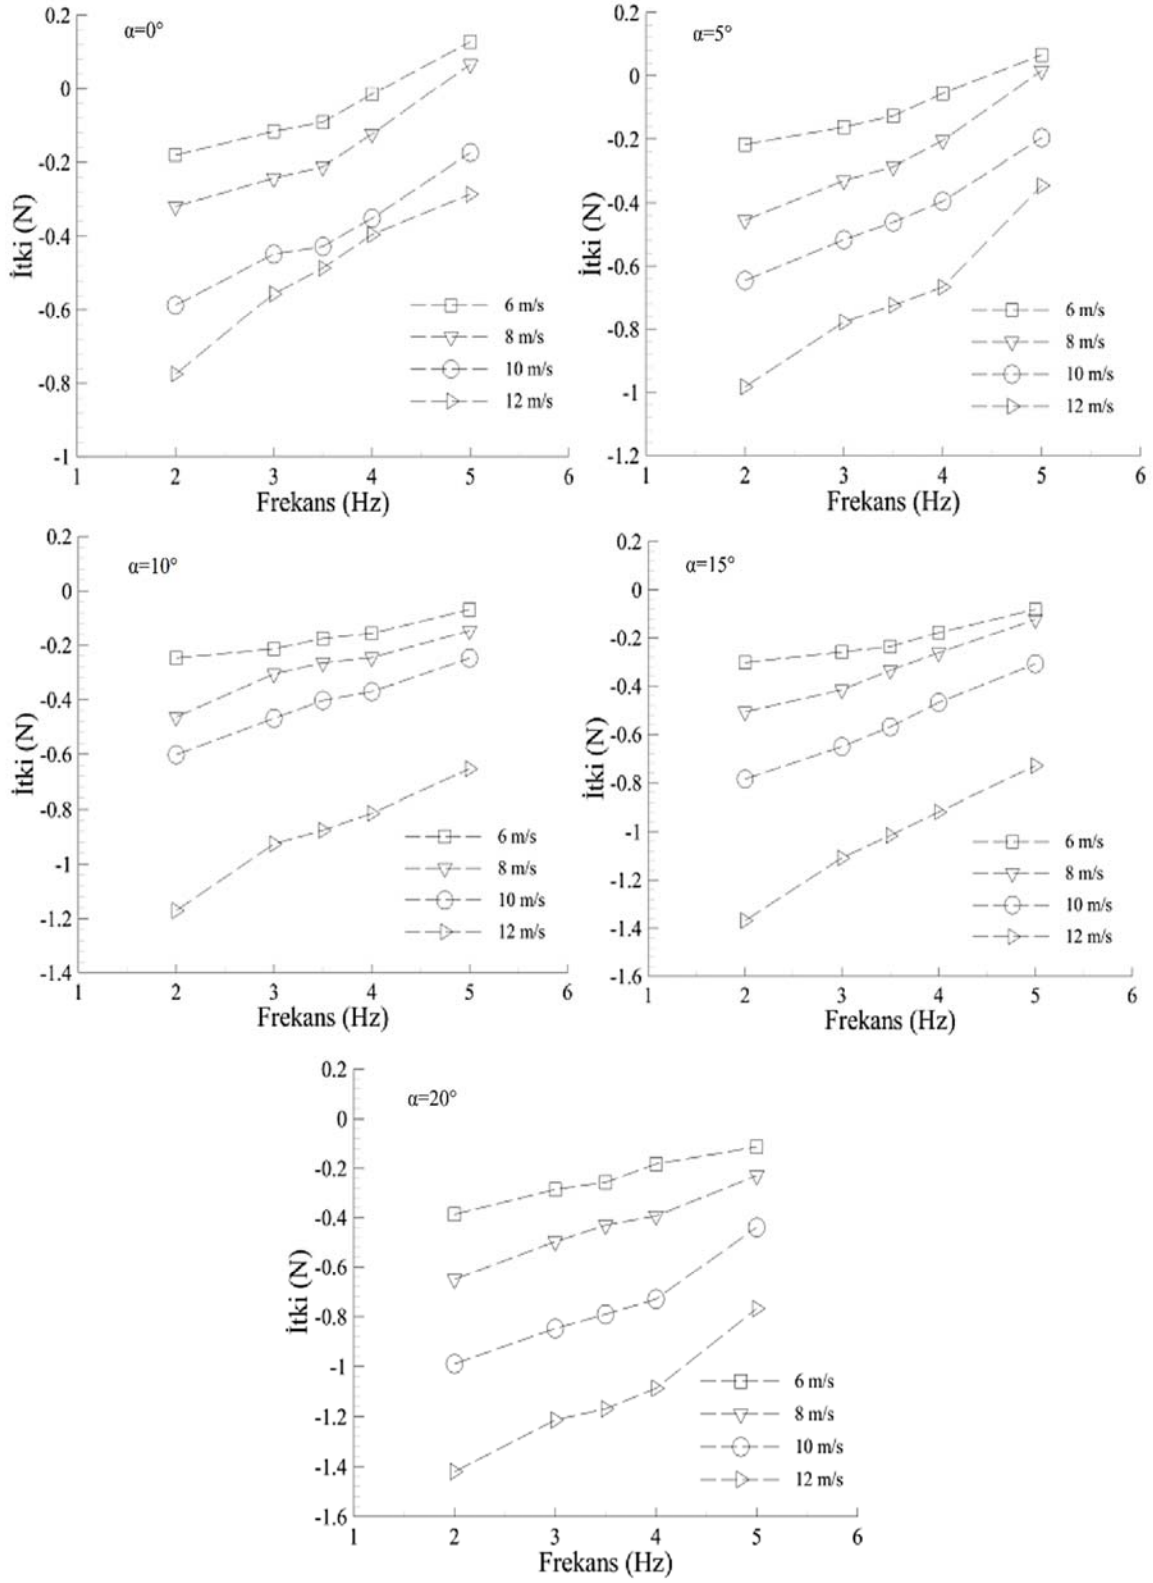 α=0°
0.2
0
-0.2
-0.4
-0.6
-0.8
-1
İtki (N)
6 m/s
8 m/s
10 m/s
12 m/s
1 2 3 4 5 6
Frekans (Hz)
α=5°
0.2
0
-0.2
-0.4
-0.6
-0.8
-1
-1.2
İtki (N)
6 m/s
8 m/s
10 m/s
12 m/s
1 2 3 4 5 6
Frekans (Hz)
α=10°
0.2
0
-0.2
-0.4
-0.6
-0.8
-1
-1.2
-1.4
İtki (N)
6 m/s
8 m/s
10 m/s
12 m/s
1 2 3 4 5 6
Frekans (Hz)
α=15°
0.2
0
-0.2
-0.4
-0.6
-0.8
-1
-1.2
-1.4
-1.6
İtki (N)
6 m/s
8 m/s
10 m/s
12 m/s
1 2 3 4 5 6
Frekans (Hz)
α=20°
0.2
0
-0.2
-0.4
-0.6
-0.8
-1
-1.2
-1.4
-1.6
İtki (N)
6 m/s
8 m/s
10 m/s
12 m/s
1 2 3 4 5 6
Frekans (Hz)